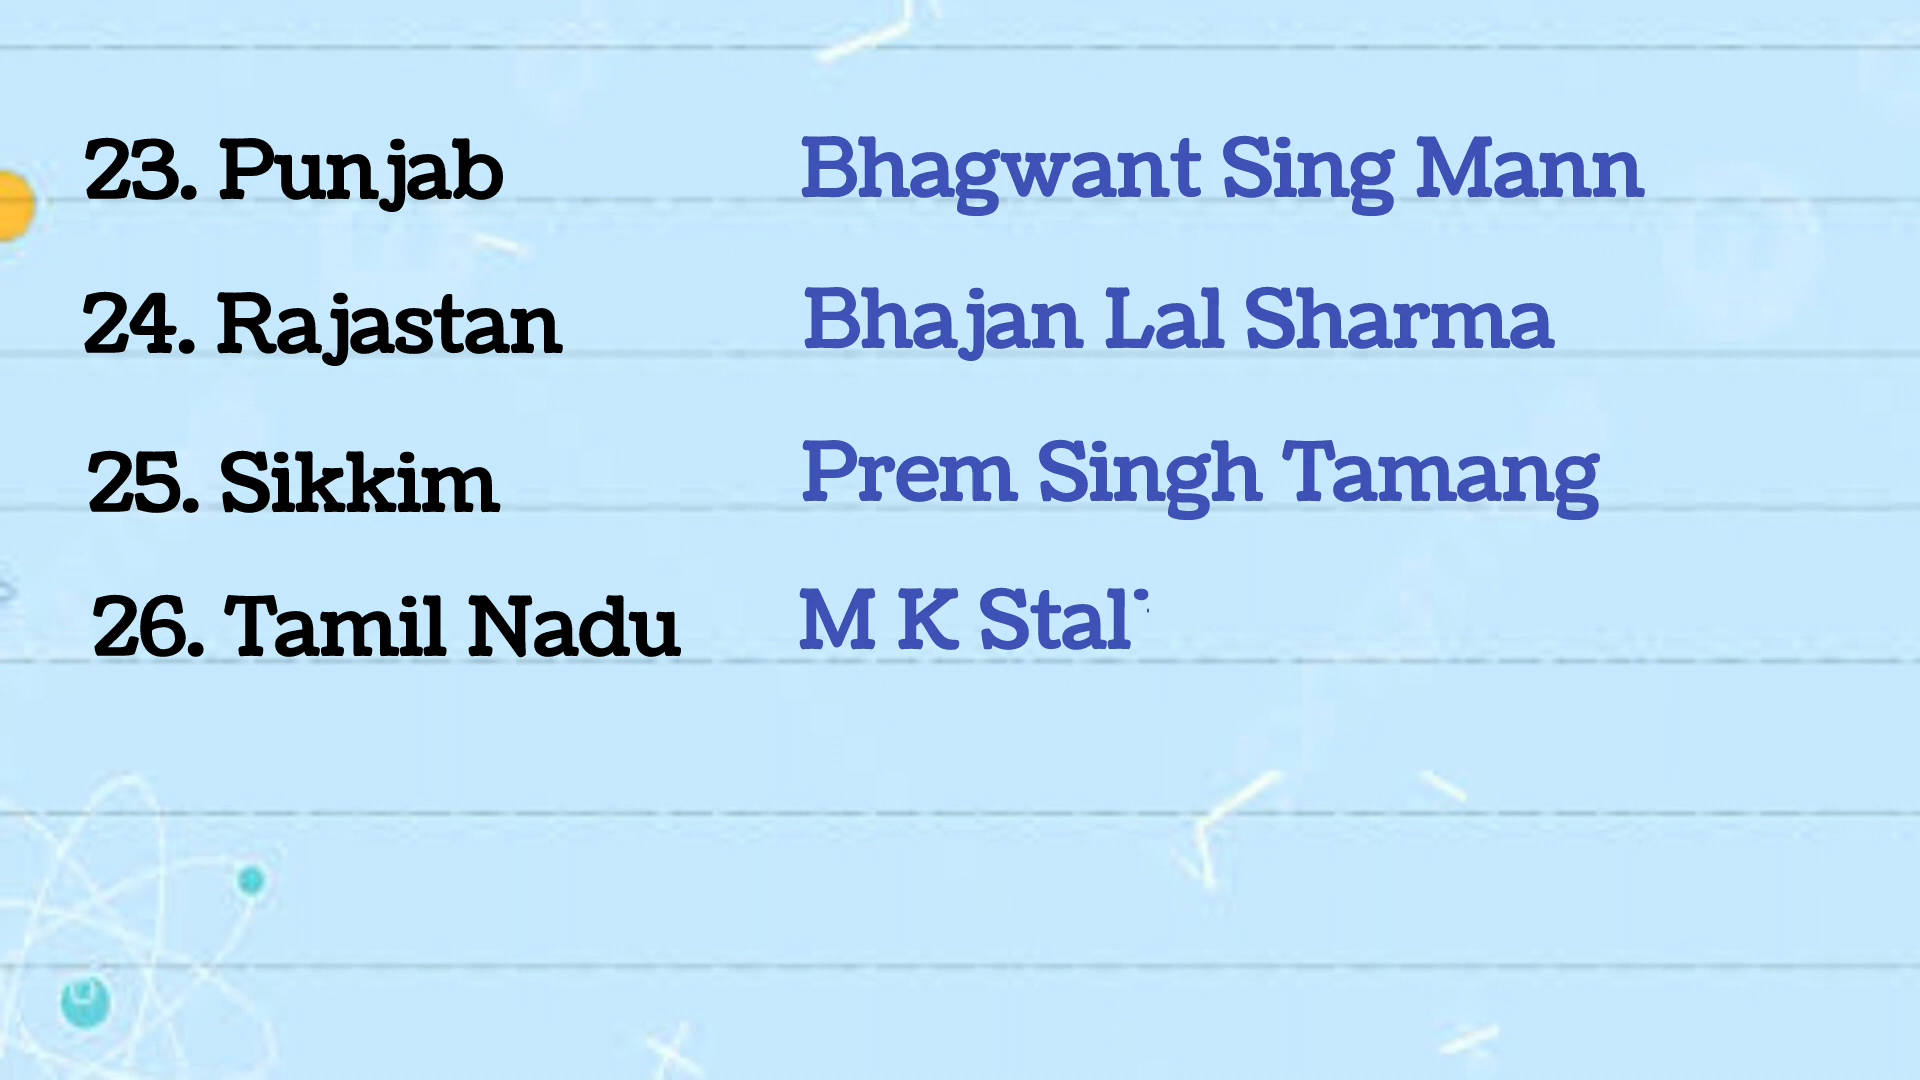 23. Punjab Bhagwant Sing Mann
24. Rajastan Bhajan Lal Sharma
25. Sikkim Prem Singh Tamang
26. Tamil Nadu M K Stal